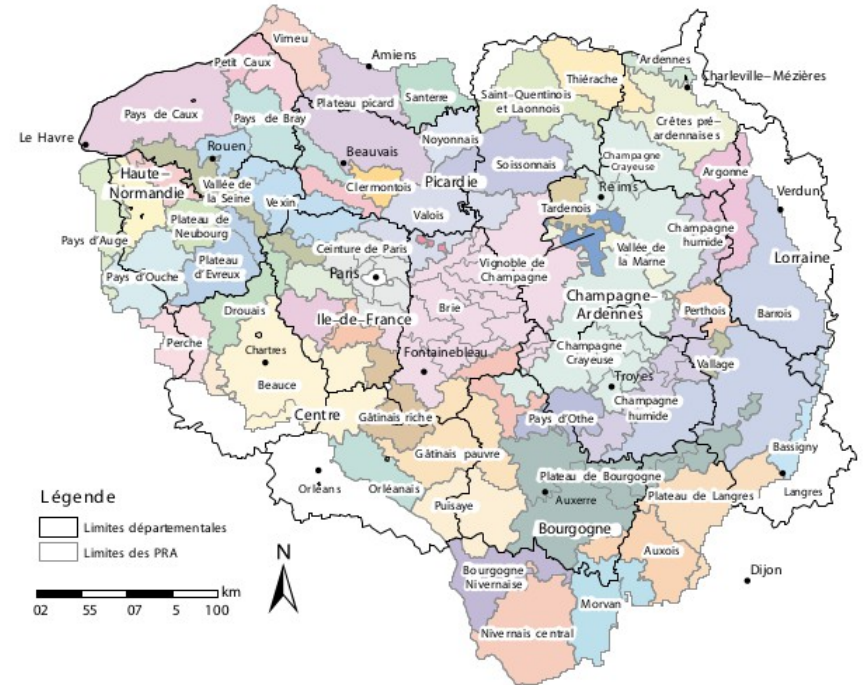 Vimeu
Amiens
Ardennes
Petit Caux
Charleville-Mézières
Thiérache
Plateau picard
Santerre
Saint-Quentinois
et Laonnois
Pays de Caux
Pays de Bray
Crêtes pré-
ardennaises
Le Havre
Noyonnais
Rouen
Beauvais
Soissonnais
Champagne
Crayeuse
Argonne
Haute-
Normandie
Vallée de
la Seine
Clermontois
Picardie
Reims
Verdun
Vexin
Valois
Tardenois
Plateau de
Neubourg
Champagne
humide
Pays d'Auge
Ceinture de Paris
Vallée de
la Marne
Lorraine
Plateau
d'Evreux
Pays d'Ouche
Paris
Vignoble de
Champagne
Champagne-
Ardennes
Drouais
Ile-de-France
Brie
Perthois
Barrois
Perche
Chartres
Fontainebleau
Champagne
Crayeuse
Vallage
Beauce
Troyes
Centre
Gâtinais riche
Pays d'Othe
Champagne
humide
Gâtinais pauvre
Bassigny
Orléans
Orléanais
Plateau de Bourgogne
Plateau de Langres
Langres
Auxerre
Puisaye
Bourgogne
Auxois
Bourgogne
Nivernaise
Dijon
Morvan
Nivernais central
Légende
Limites départementales
Limites des PRA
N
km
02 55 07 5 100